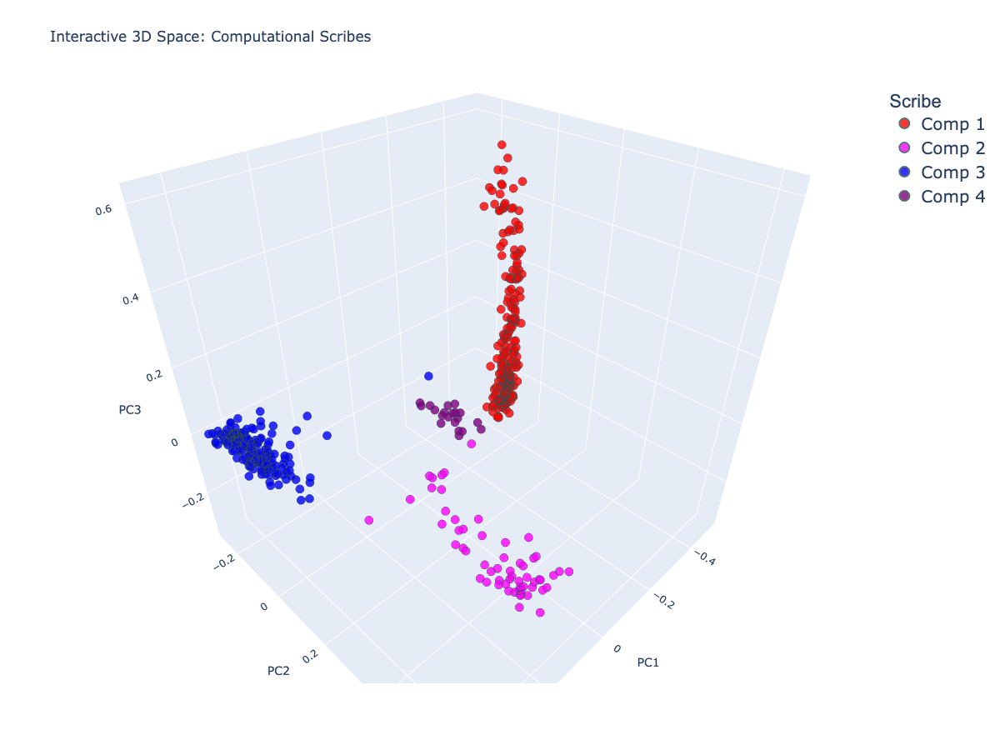 Interactive 3D Space: Computational Scribes
Scribe
Comp 1
Comp 2
Comp 3
Comp 4
0.6
0.4
0.2
PC3
0
−0.2
−0.2
0
0.2
PC2
−0.4
−0.2
0
PC1